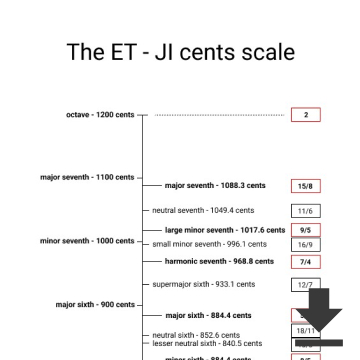 The ET - JI cents scale
octave - 1200 cents 2
major seventh - 1100 cents
major seventh - 1088.3 cents 15/8
neutral seventh - 1049.4 cents 11/6
large minor seventh - 1017.6 cents 9/5
minor seventh - 1000 cents
small minor seventh - 996.1 cents 16/9
harmonic seventh - 968.8 cents 7/4
supermajor sixth - 933.1 cents 12/7
major sixth - 900 cents
major sixth - 884.4 cents
neutral sixth - 852.6 cents 18/11
lesser neutral sixth - 840.5 cents
minor sixth - 884.4 cents